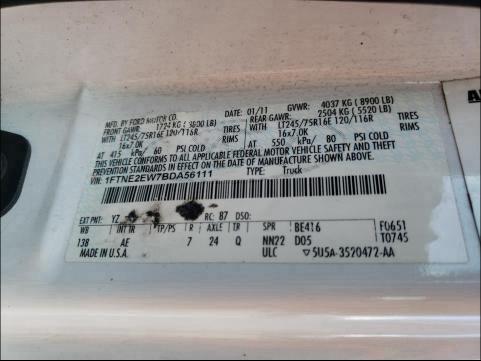 MFD. BY FORD MOTOR CO.
01/11 GVWR: 4037 KG (8900 LB)
FRONT GAWR: 1724 KG (3800 LB) REAR GAWR: 2504 KG (5520 LB)
WITH LT245/75R16E 120/116R TIRES WITH LT245/75R16E 120/116R TIRES
16x7.0K RIMS 16x7.0K RIMS
AT 415 kPa/ 60 PSI COLD AT 550 kPa/ 80 PSI COLD
THIS VEHICLE CONFORMS TO ALL APPLICABLE FEDERAL MOTOR VEHICLE SAFETY AND THEFT
PREVENTION STANDARDS IN EFFECT ON THE DATE OF MANUFACTURE SHOWN ABOVE.
VIN: 1FTNE2EW7BDA56111 TYPE: Truck
EXT PNT: YZ RC: 87 DSO:
WB INT TR TP/PS R AXLE TR SPR BE416 F0651
138 AE 7 24 Q NN22 D05 T0745
MADE IN U.S.A. ULC ▽5U5A-3520472-AA